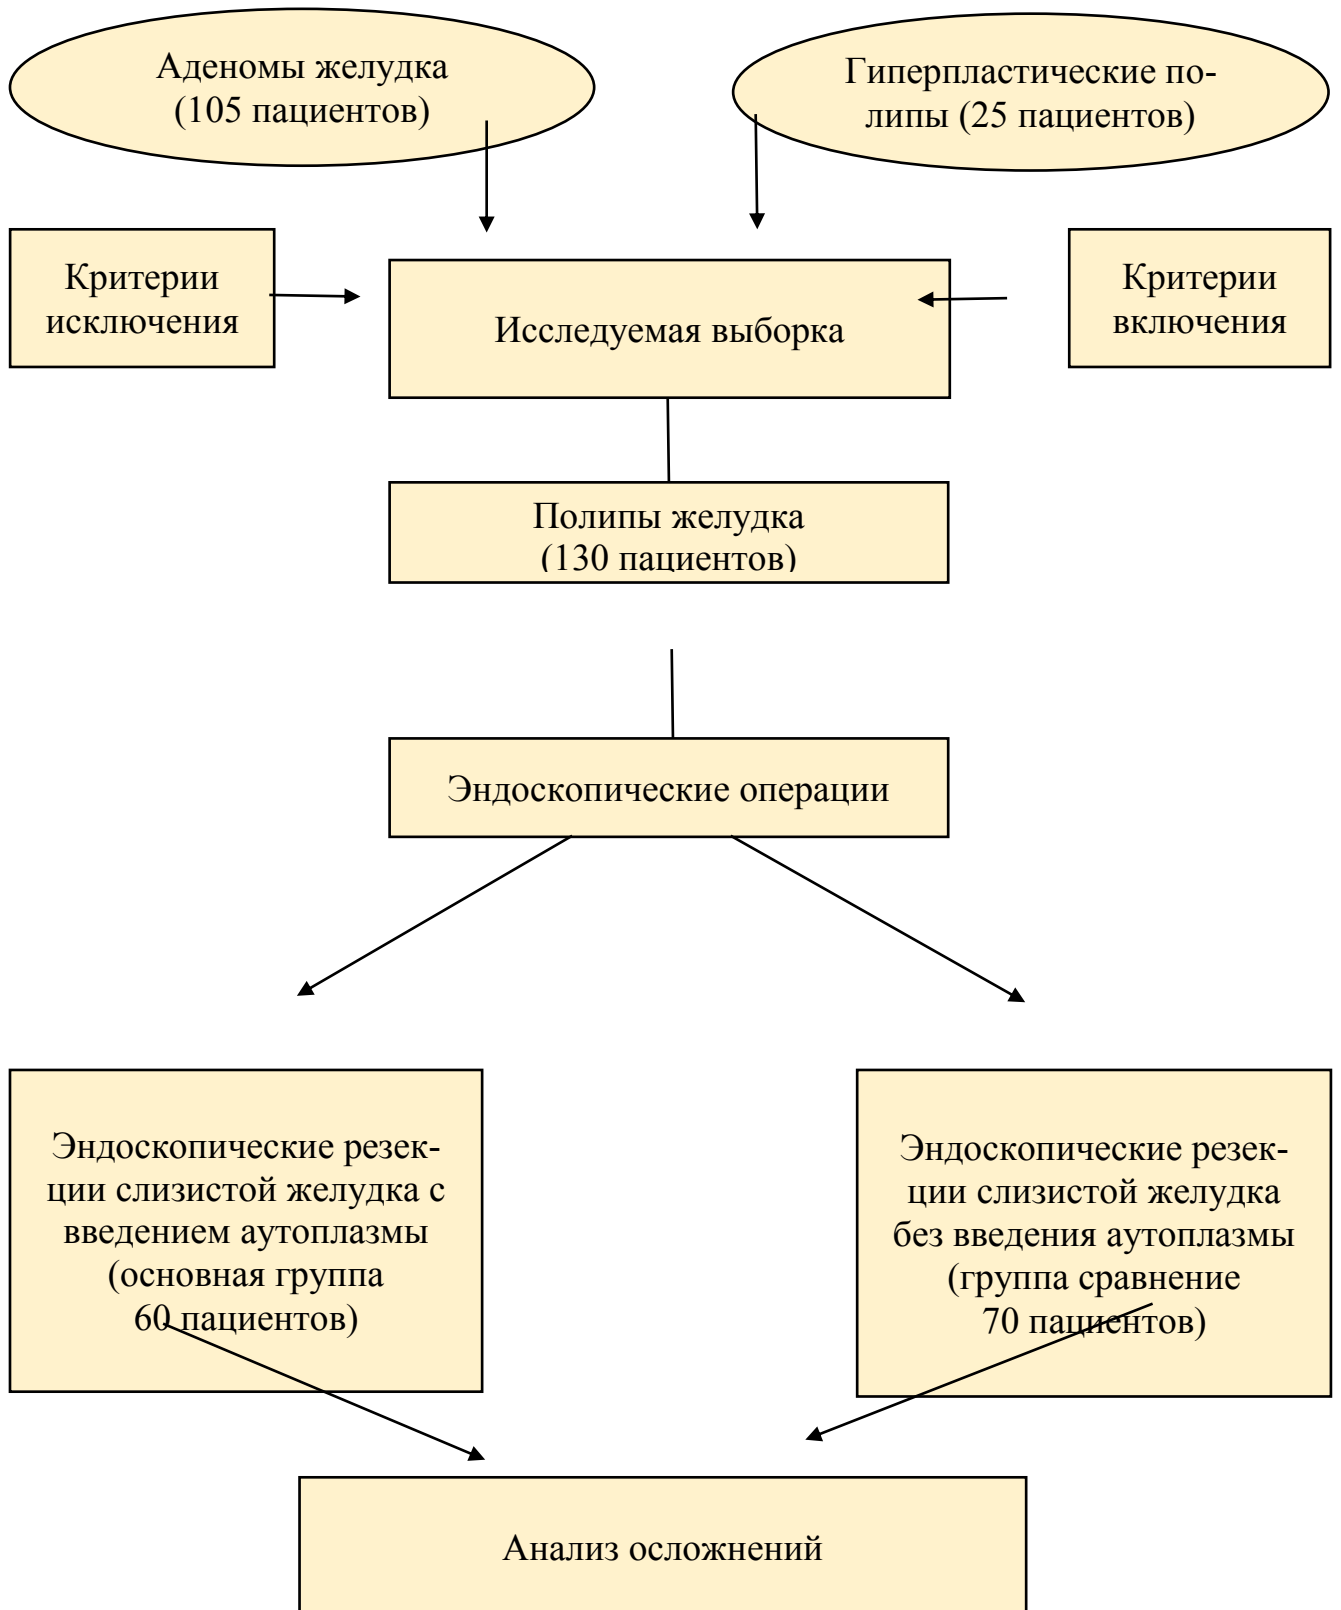 Аденомы желудка
(105 пациентов)
Гиперпластические по-
липы (25 пациентов)
Критерии
исключения
Исследуемая выборка
Критерии
включения
Полипы желудка
(130 пациентов)
Эндоскопические операции
Эндоскопические резек-
ции слизистой желудка с
введением аутоплазмы
(основная группа
60 пациентов)
Эндоскопические резек-
ции слизистой желудка
без введения аутоплазмы
(группа сравнение
70 пациентов)
Анализ осложнений